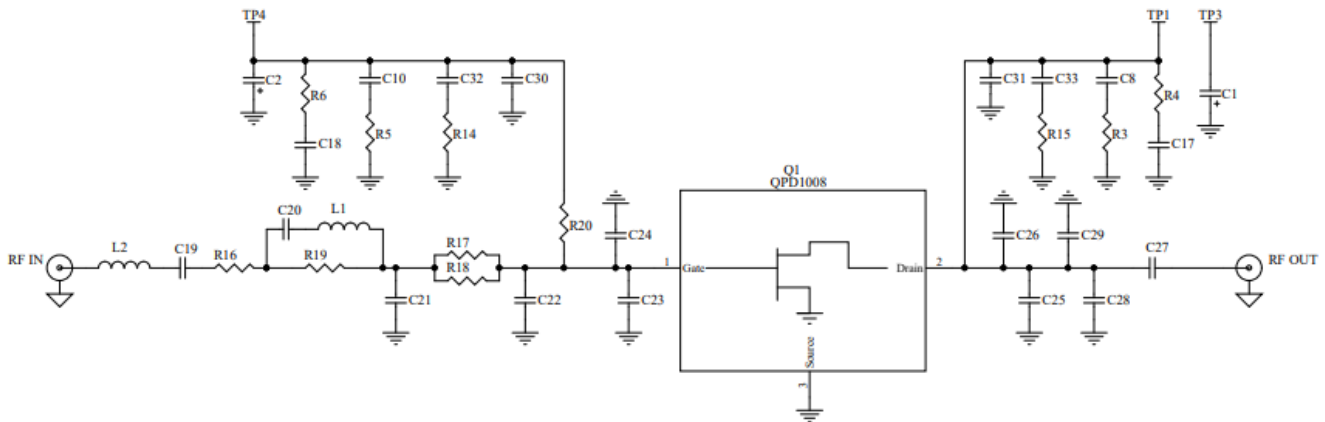 TP4
TP1
TP3
C2
R6
C18
C10
R5
C32
R14
C30
C31
C33
R15
C8
R3
R4
C17
C1
+
+
Q1
QPD1008
RF IN
L2
C19
R16
C20
L1
R19
C21
R17
R18
C22
R20
C24
C23
1
Gate
Drain
2
Source
3
C26
C29
C25
C28
C27
RF OUT